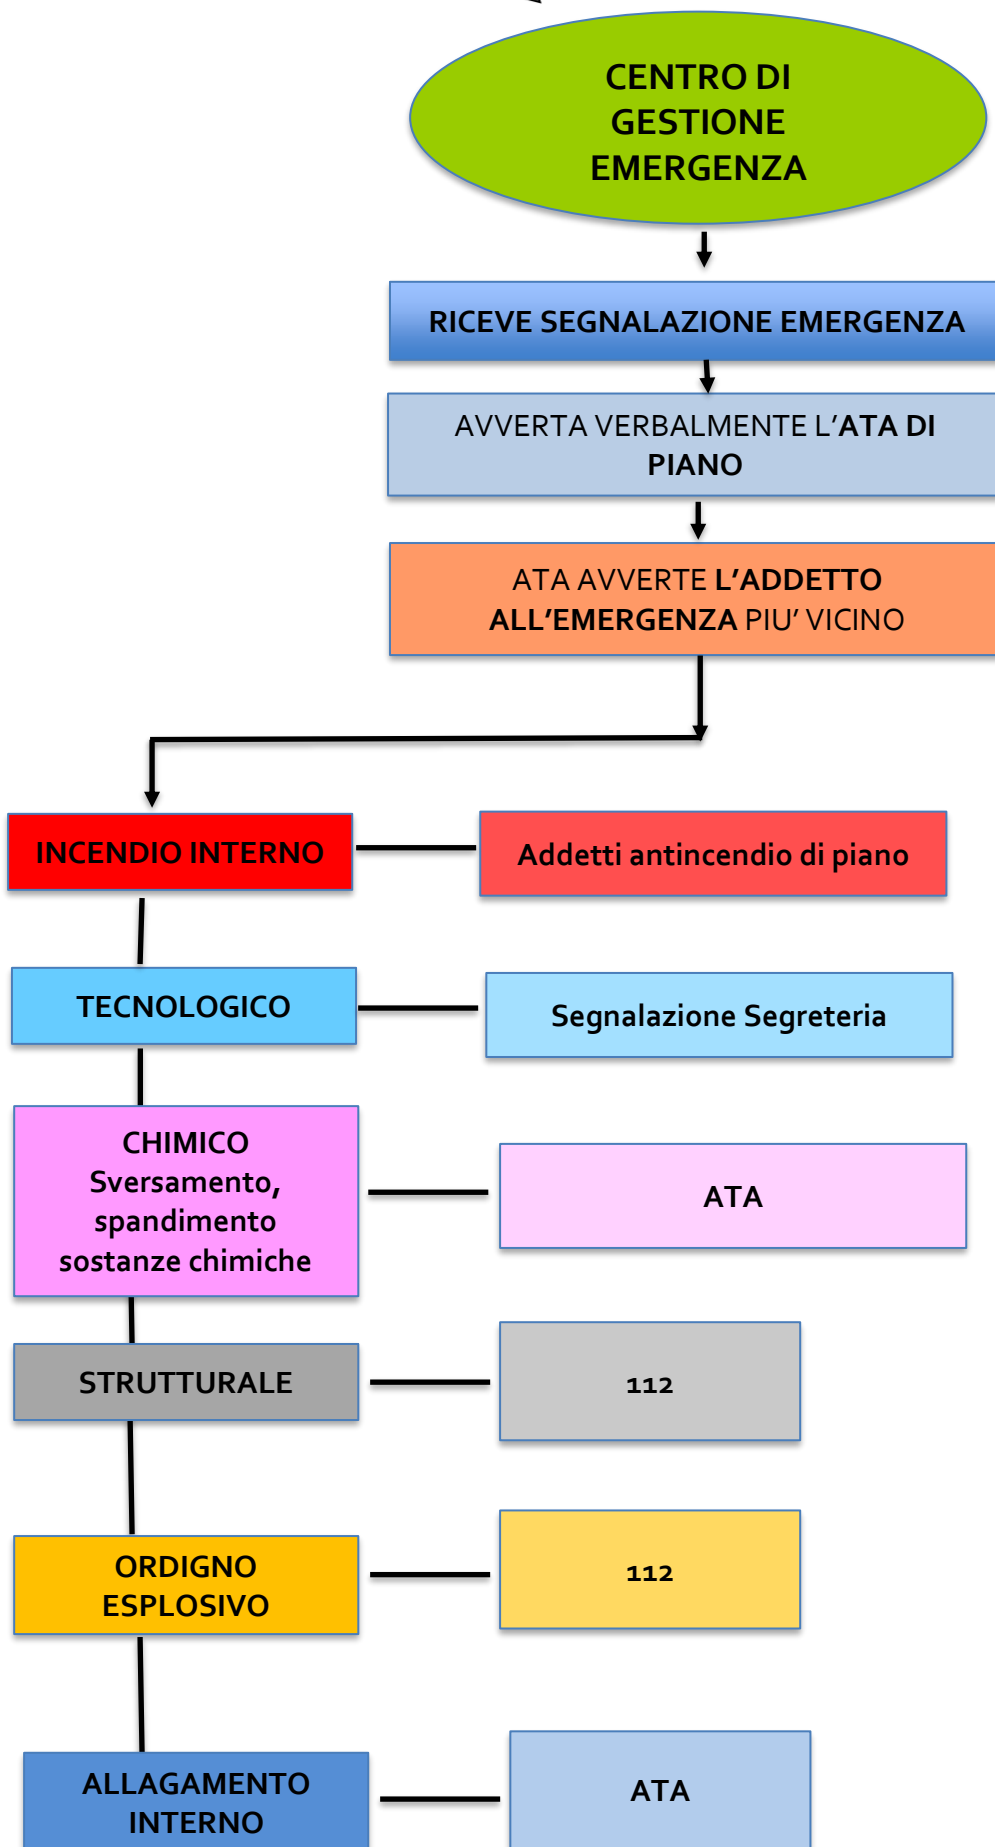 CENTRO DI
GESTIONE
EMERGENZA
RICEVE SEGNALAZIONE EMERGENZA
AVVERTA VERBALMENTE L’ATA DI
PIANO
ATA AVVERTE L’ADDETTO
ALL’EMERGENZA PIU’ VICINO
INCENDIO INTERNO
Addetti antincendio di piano
TECNOLOGICO
Segnalazione Segreteria
CHIMICO
Sversamento,
spandimento
sostanze chimiche
ATA
STRUTTURALE
112
ORDIGNO
ESPLOSIVO
112
ALLAGAMENTO
INTERNO
ATA